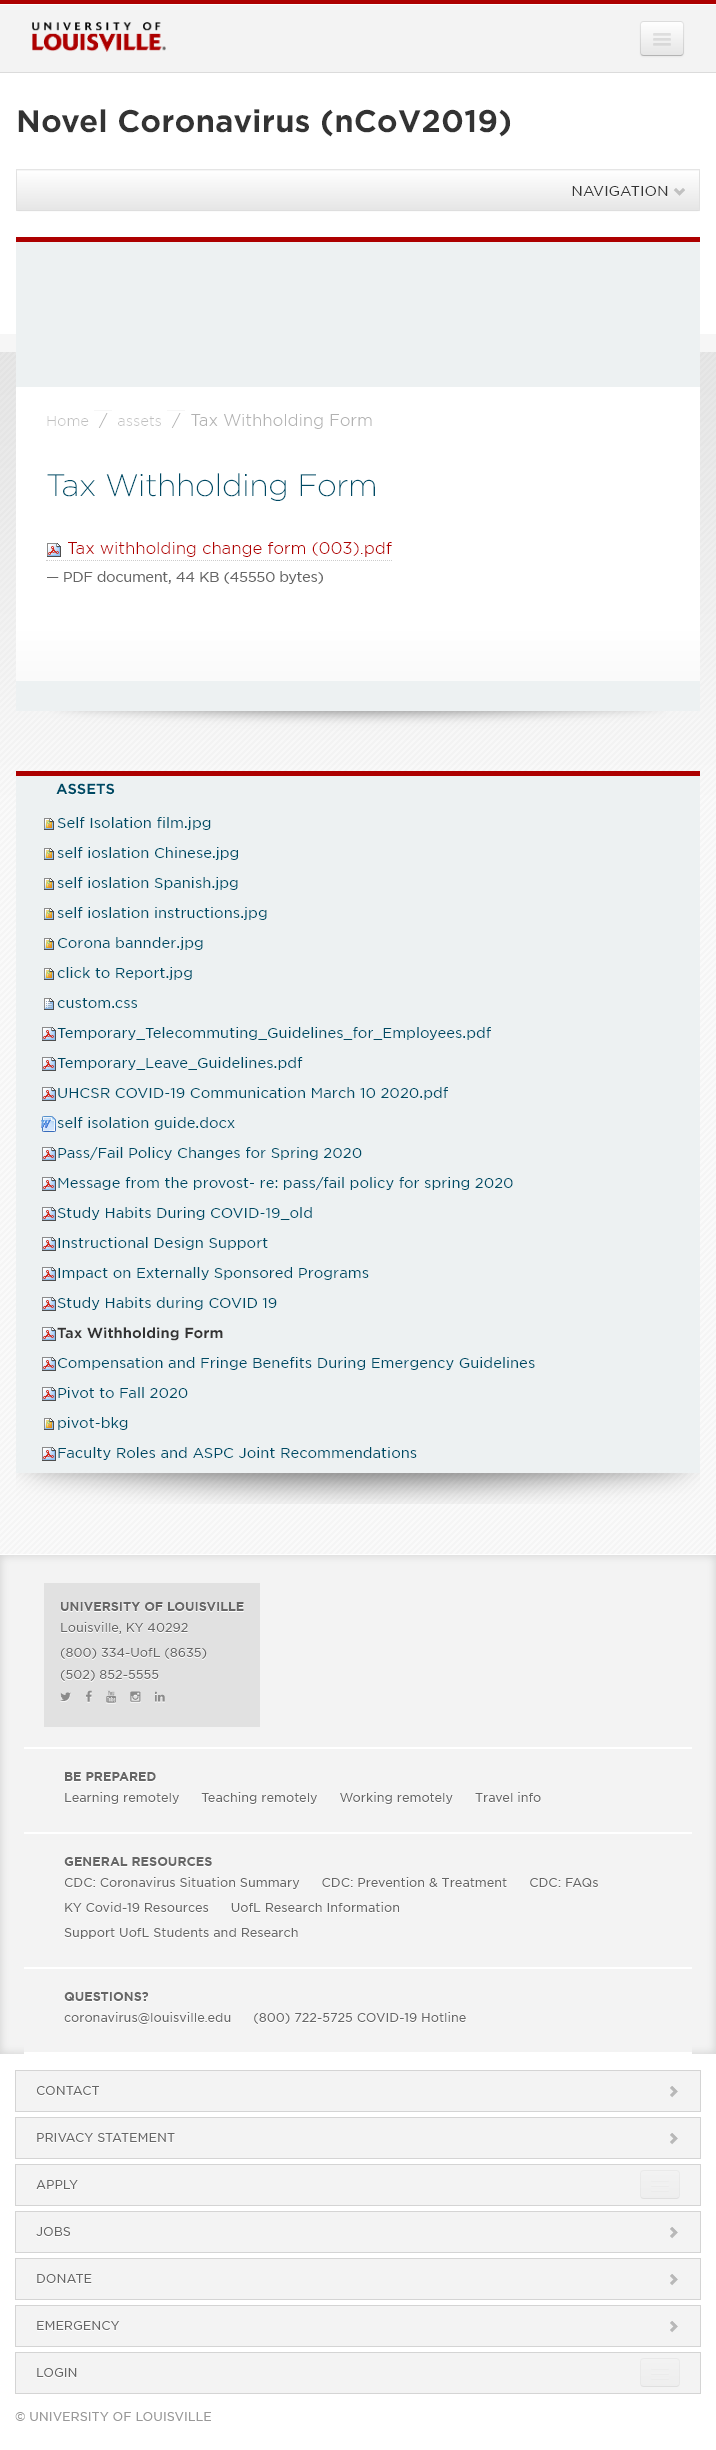 UNIVERSITY OF
LOUISVILLE.
Novel Coronavirus (nCoV2019)
NAVIGATION
Home / assets / Tax Withholding Form
Tax Withholding Form
Tax withholding change form (003).pdf
— PDF document, 44 KB (45550 bytes)
ASSETS
Self Isolation film.jpg
self ioslation Chinese.jpg
self ioslation Spanish.jpg
self ioslation instructions.jpg
Corona bannder.jpg
click to Report.jpg
custom.css
Temporary_Telecommuting_Guidelines_for_Employees.pdf
Temporary_Leave_Guidelines.pdf
UHCSR COVID-19 Communication March 10 2020.pdf
self isolation guide.docx
Pass/Fail Policy Changes for Spring 2020
Message from the provost- re: pass/fail policy for spring 2020
Study Habits During COVID-19_old
Instructional Design Support
Impact on Externally Sponsored Programs
Study Habits during COVID 19
Tax Withholding Form
Compensation and Fringe Benefits During Emergency Guidelines
Pivot to Fall 2020
pivot-bkg
Faculty Roles and ASPC Joint Recommendations
UNIVERSITY OF LOUISVILLE
Louisville, KY 40292
(800) 334-UofL (8635)
(502) 852-5555
BE PREPARED
Learning remotely Teaching remotely Working remotely Travel info
GENERAL RESOURCES
CDC: Coronavirus Situation Summary CDC: Prevention & Treatment CDC: FAQs
KY Covid-19 Resources UofL Research Information
Support UofL Students and Research
QUESTIONS?
coronavirus@louisville.edu (800) 722-5725 COVID-19 Hotline
CONTACT
PRIVACY STATEMENT
APPLY
JOBS
DONATE
EMERGENCY
LOGIN
© UNIVERSITY OF LOUISVILLE